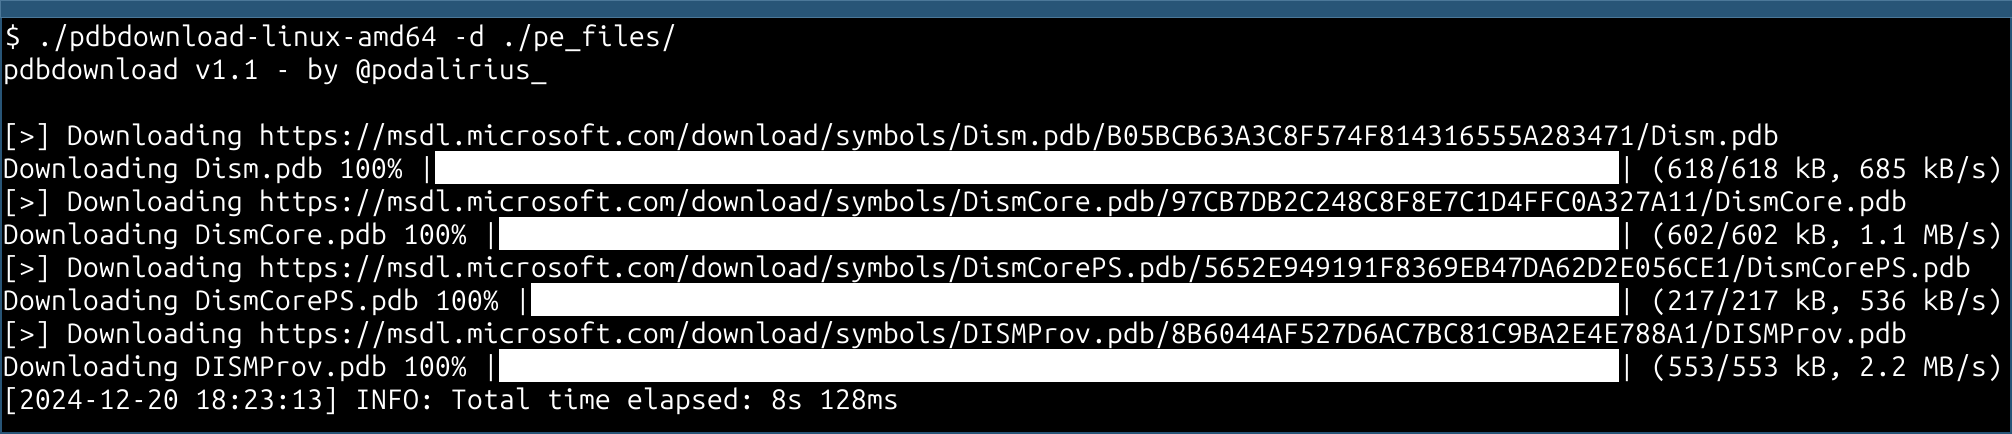 $ ./pdbdownload-linux-amd64 -d ./pe_files/
pdbdownload v1.1 - by @podalirius_
[>] Downloading https://msdl.microsoft.com/download/symbols/Dism.pdb/B05BCB63A3C8F574F814316555A283471/Dism.pdb
Downloading Dism.pdb 100% | | (618/618 kB, 685 kB/s)
[>] Downloading https://msdl.microsoft.com/download/symbols/DismCore.pdb/97CB7DB2C248C8F8E7C1D4FFC0A327A11/DismCore.pdb
Downloading DismCore.pdb 100% | | (602/602 kB, 1.1 MB/s)
[>] Downloading https://msdl.microsoft.com/download/symbols/DismCorePS.pdb/5652E949191F8369EB47DA62D2E056CE1/DismCorePS.pdb
Downloading DismCorePS.pdb 100% | | (217/217 kB, 536 kB/s)
[>] Downloading https://msdl.microsoft.com/download/symbols/DISMProv.pdb/8B6044AF527D6AC7BC81C9BA2E4E788A1/DISMProv.pdb
Downloading DISMProv.pdb 100% | | (553/553 kB, 2.2 MB/s)
[2024-12-20 18:23:13] INFO: Total time elapsed: 8s 128ms